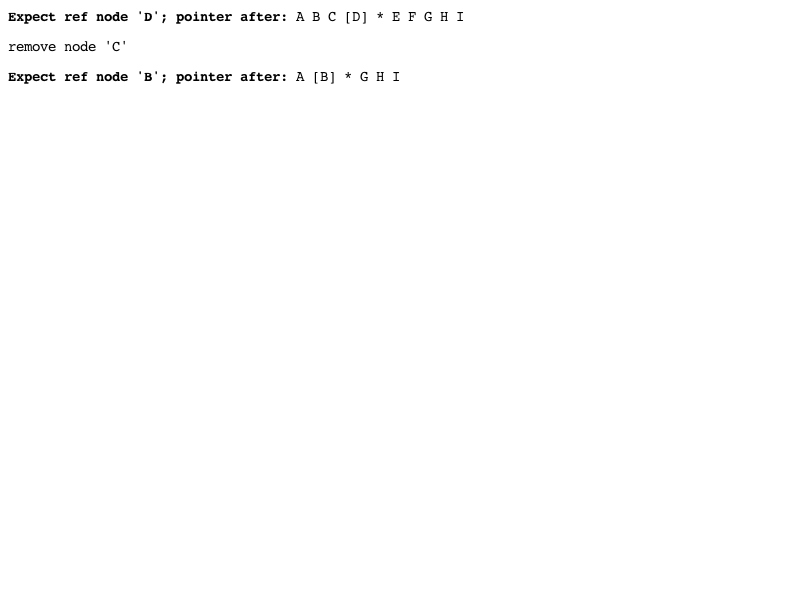 Expect ref node 'D'; pointer after: A B C [D] * E F G H I
remove node 'C'
Expect ref node 'B'; pointer after: A [B] * G H I